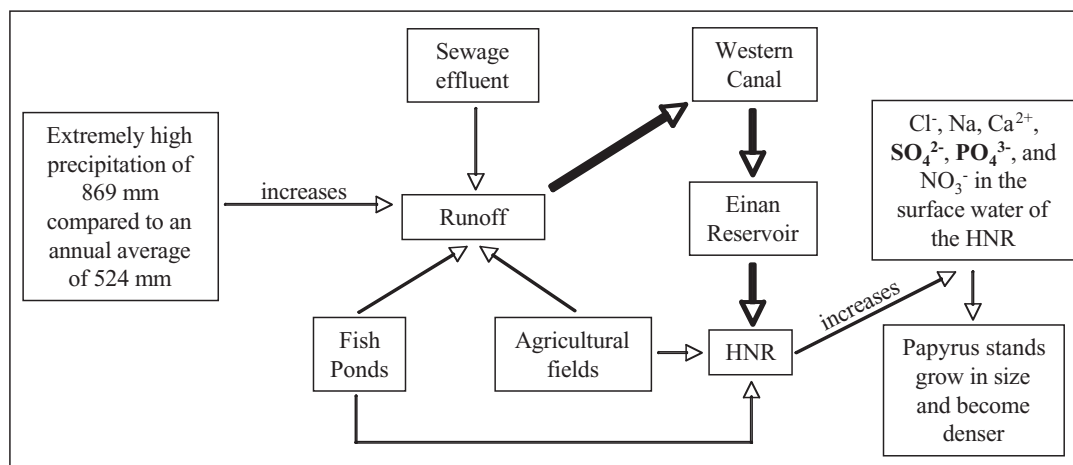 Sewage
effluent
Western
Canal
Extremely high
precipitation of
869 mm
compared to an
annual average
of 524 mm
increases
Runoff
Einan
Reservoir
Cl⁻, Na, Ca²⁺,
SO₄²⁻, PO₄³⁻, and
NO₃⁻ in the
surface water of
the HNR
increases
Fish
Ponds
Agricultural
fields
HNR
Papyrus stands
grow in size
and become
denser